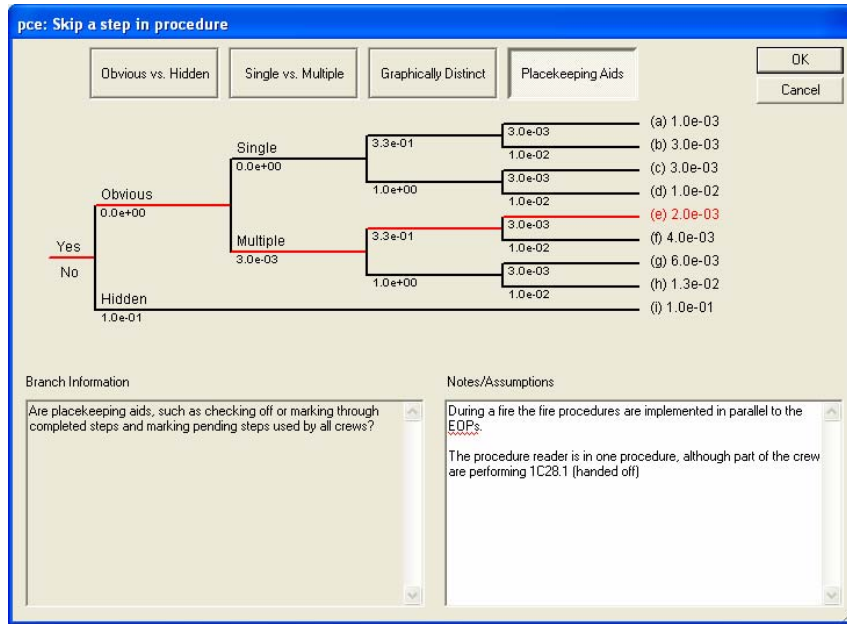 pce: Skip a step in procedure
Obvious vs. Hidden
Single vs. Multiple
Graphically Distinct
Placekeeping Aids
OK
Cancel
(a) 1.0e-03
3.0e-03
3.3e-01
(b) 3.0e-03
Single
1.0e-02
0.0e+00
(c) 3.0e-03
3.0e-03
1.0e+00
(d) 1.0e-02
Obvious
1.0e-02
0.0e+00
(e) 2.0e-03
3.0e-03
Multiple
3.3e-01
(f) 4.0e-03
Yes
3.0e-03
1.0e-02
(g) 6.0e-03
No
3.0e-03
1.0e+00
(h) 1.3e-02
Hidden
1.0e-02
(i) 1.0e-01
1.0e-01
Branch Information
Are placekeeping aids, such as checking off or marking through
completed steps and marking pending steps used by all crews?
Notes/Assumptions
During a fire the fire procedures are implemented in parallel to the
EOPs.
The procedure reader is in one procedure, although part of the crew
are performing 1C28.1 (handed off)